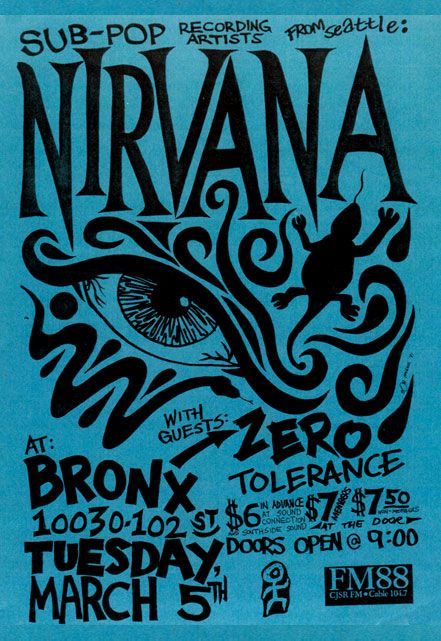 SUB-POP RECORDING ARTISTS FROM Seattle:
NIRVANA
WITH GUESTS:
ZERO
TOLERANCE
AT:
BRONX
10030-102 ST
TUESDAY,
MARCH 5TH
$6 IN ADVANCE
AT SOUND
CONNECTION
SOUTHSIDE SOUND
$7 MEMBERS
$7.50 NON-MEMBERS
AT THE DOOR
DOORS OPEN @ 9:00
FM88
CJSR FM ★ Cable 104.7